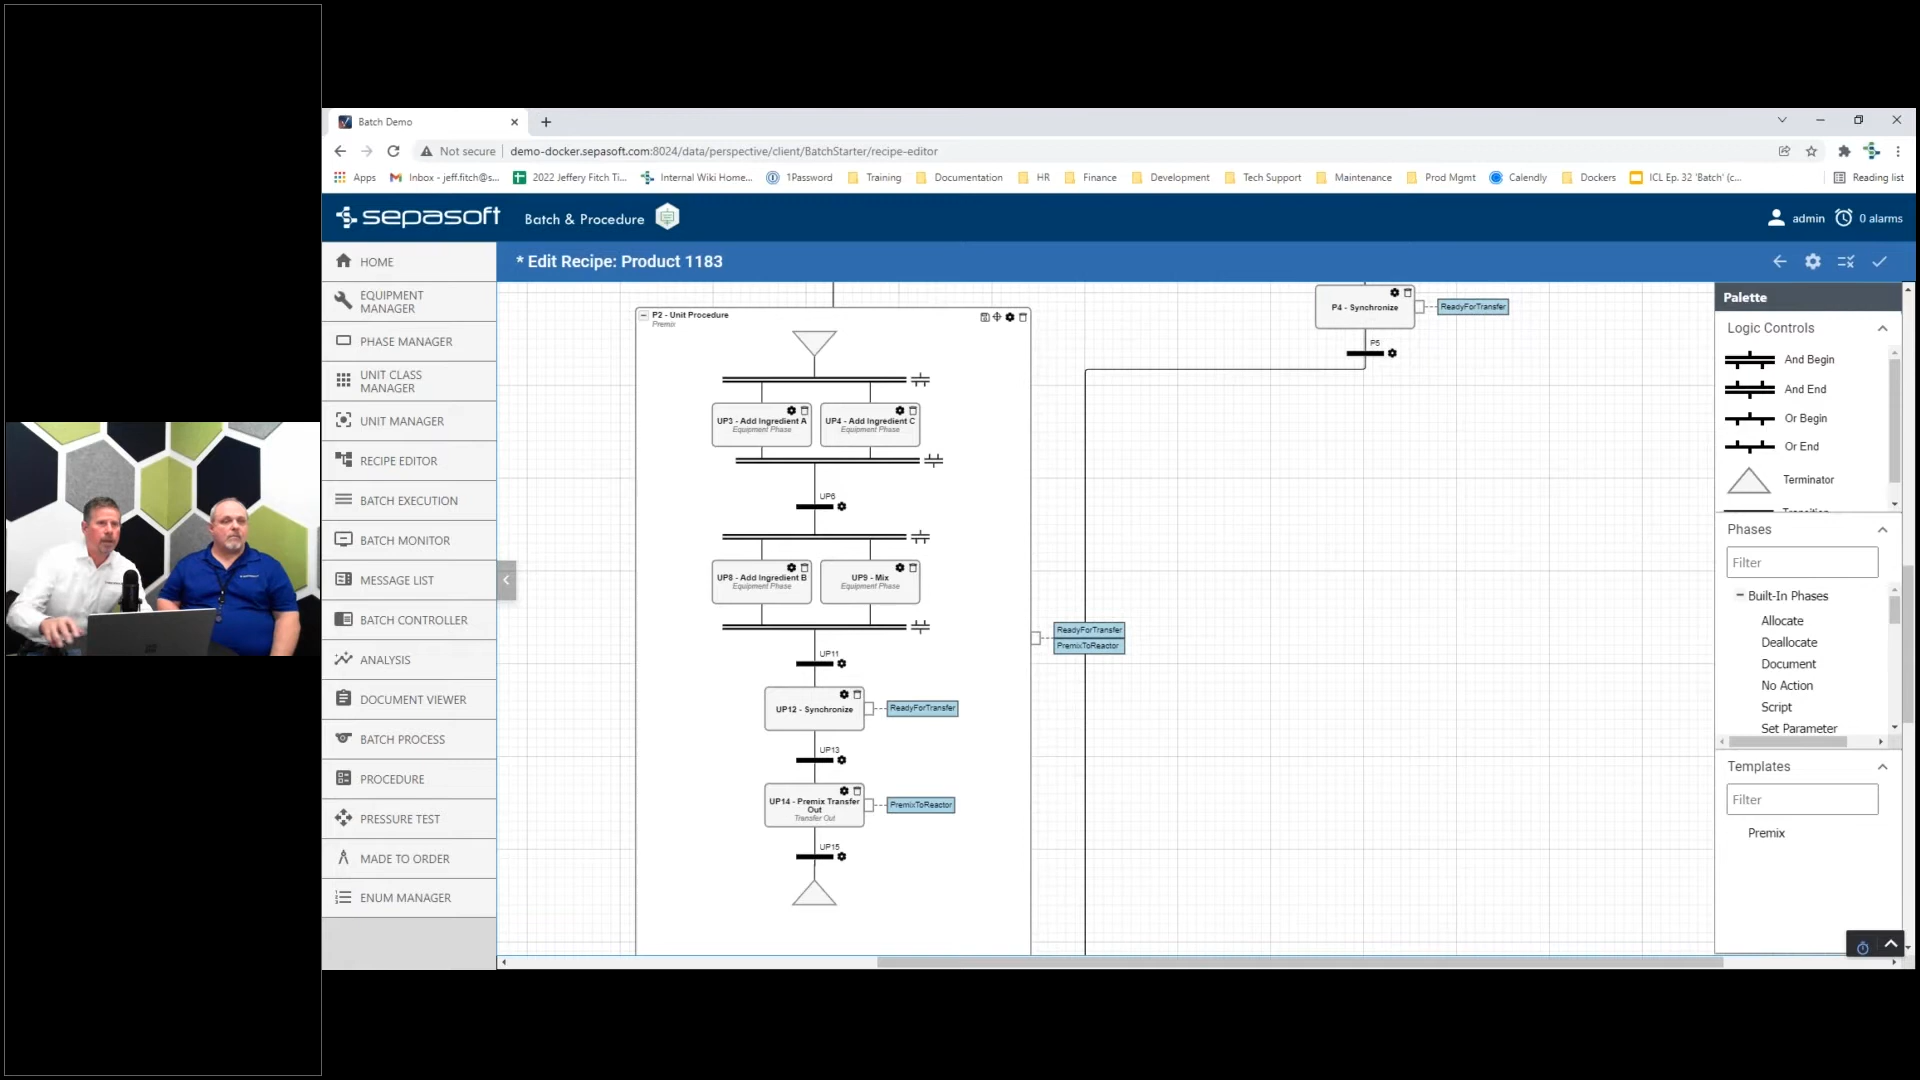 Batch Demo
Not secure
demo-docker.sepasoft.com:8024/data/perspective/client/BatchStarter/recipe-editor
Apps
Inbox - jeff.fitch@s...
2022 Jeffery Fitch Ti...
Internal Wiki Home...
1Password
Training
Documentation
HR
Finance
Development
Tech Support
Maintenance
Prod Mgmt
Calendly
Dockers
ICL Ep. 32 'Batch' (c...
Reading list
sepasoft
Batch & Procedure
admin
0 alarms
HOME
EQUIPMENT
MANAGER
PHASE MANAGER
UNIT CLASS
MANAGER
UNIT MANAGER
RECIPE EDITOR
BATCH EXECUTION
BATCH MONITOR
MESSAGE LIST
BATCH CONTROLLER
ANALYSIS
DOCUMENT VIEWER
BATCH PROCESS
PROCEDURE
PRESSURE TEST
MADE TO ORDER
ENUM MANAGER
* Edit Recipe: Product 1183
P2 - Unit Procedure
Premix
UP3 - Add Ingredient A
Equipment Phase
UP4 - Add Ingredient C
Equipment Phase
UP6
UP8 - Add Ingredient B
Equipment Phase
UP9 - Mix
Equipment Phase
UP11
UP12 - Synchronize
ReadyForTransfer
UP13
UP14 - Premix Transfer
Out
Transfer Out
PremixToReactor
UP15
ReadyForTransfer
PremixToReactor
P4 - Synchronize
ReadyForTransfer
P5
Palette
Logic Controls
And Begin
And End
Or Begin
Or End
Terminator
Transition
Phases
Filter
Built-In Phases
Allocate
Deallocate
Document
No Action
Script
Set Parameter
Templates
Filter
Premix